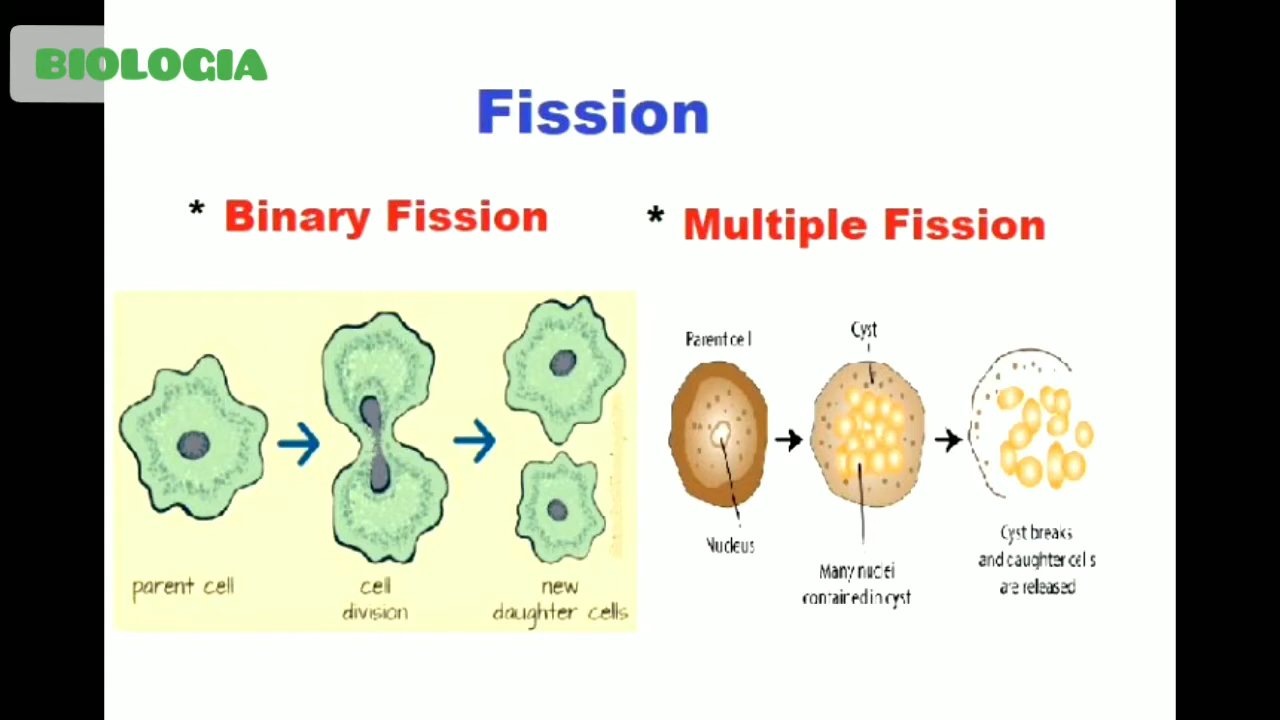 BIOLOGIA
Fission
* Binary Fission
* Multiple Fission
parent cell
cell
division
new
daughter cells
Parent cell
Nucleus
Cyst
Many nuclei
contained in cyst
Cyst breaks
and daughter cells
are released